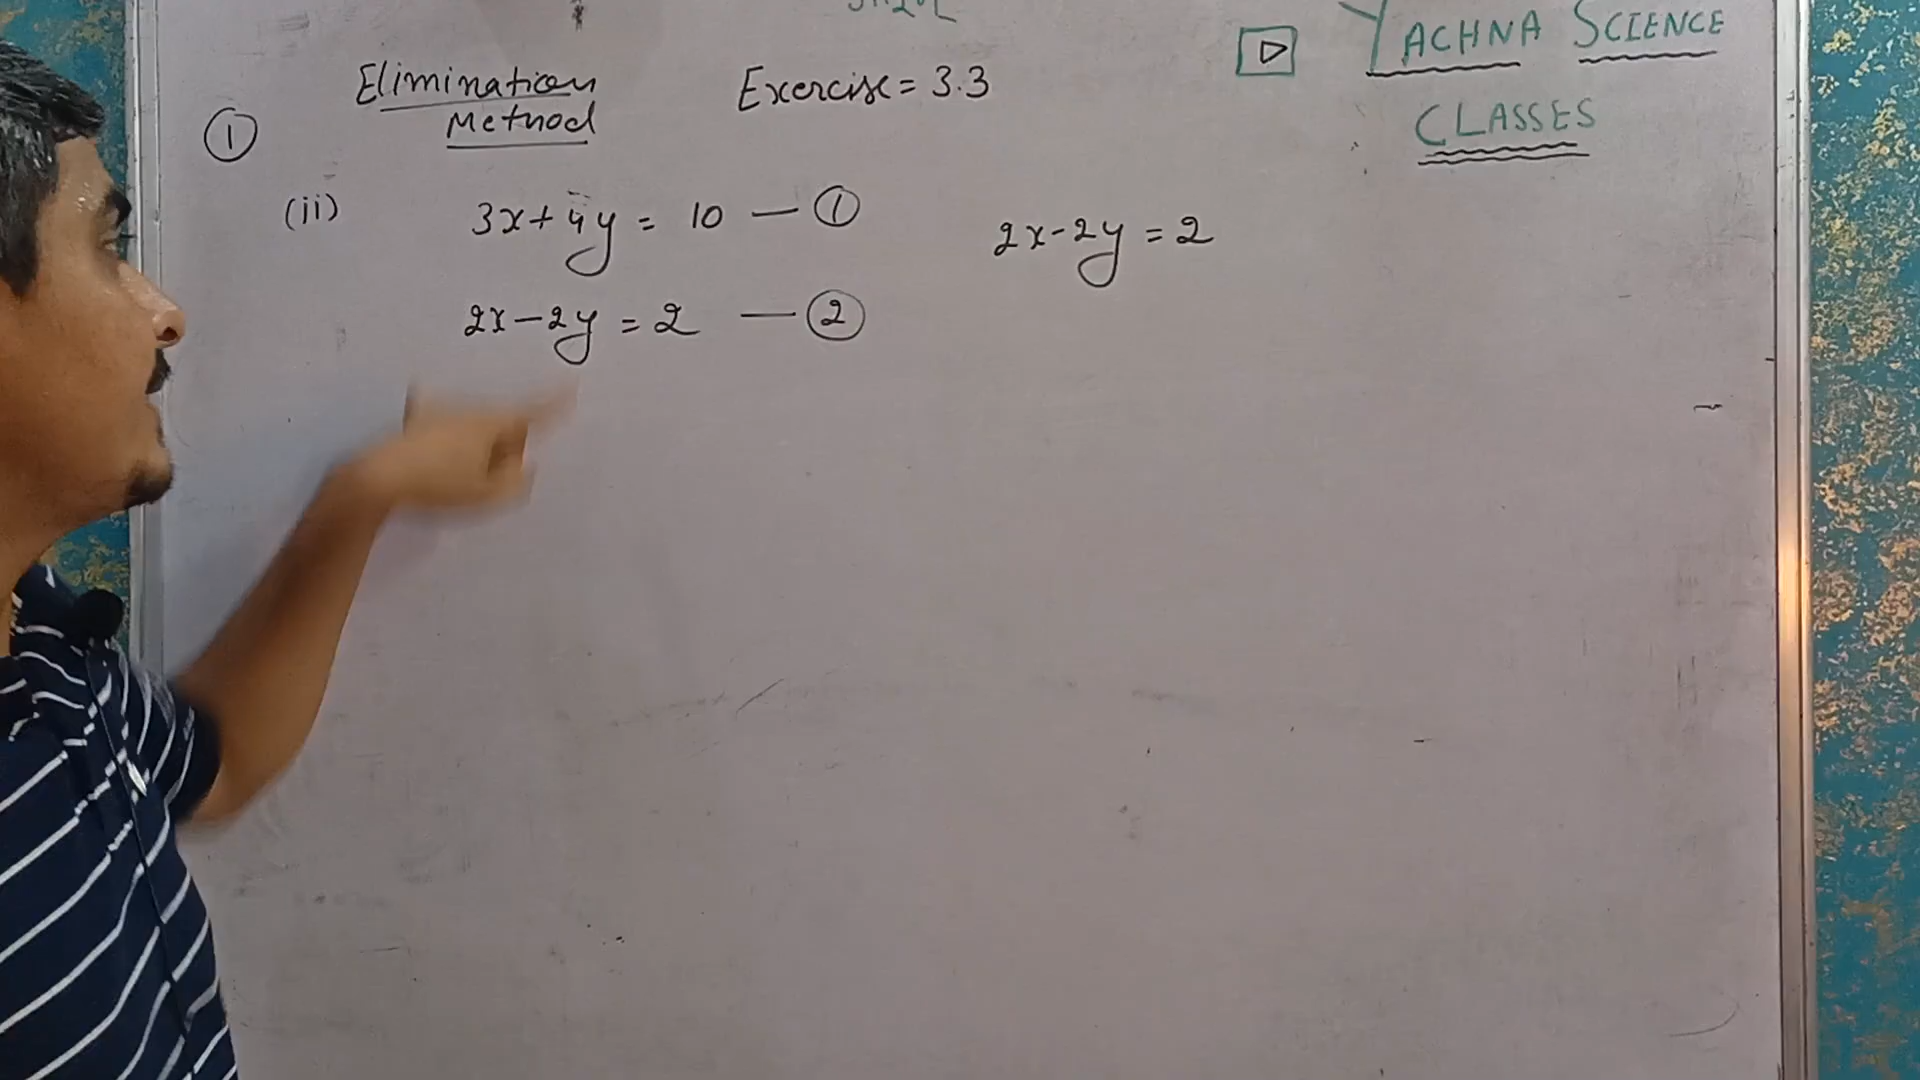 YACHNA SCIENCE
CLASSES
Elimination
Method
Exercise = 3.3
①
(ii)
3x + 4y = 10 — ①
2x - 2y = 2 — ②
2x - 2y = 2